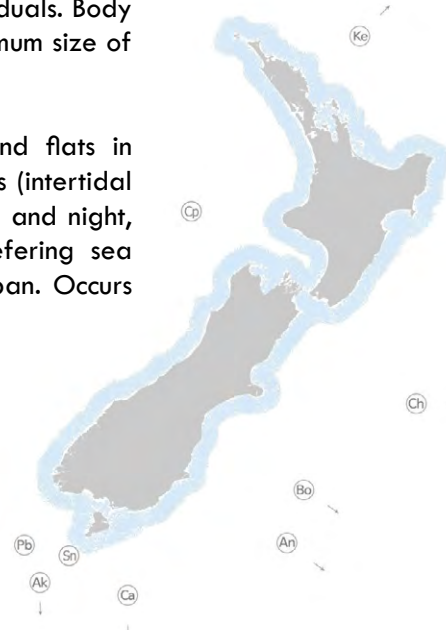 duals. Body
mum size of
nd flats in
s (intertidal
and night,
efering sea
pan. Occurs
Ke
Cp
Ch
Bo
An
Pb
Sn
Ak
Ca